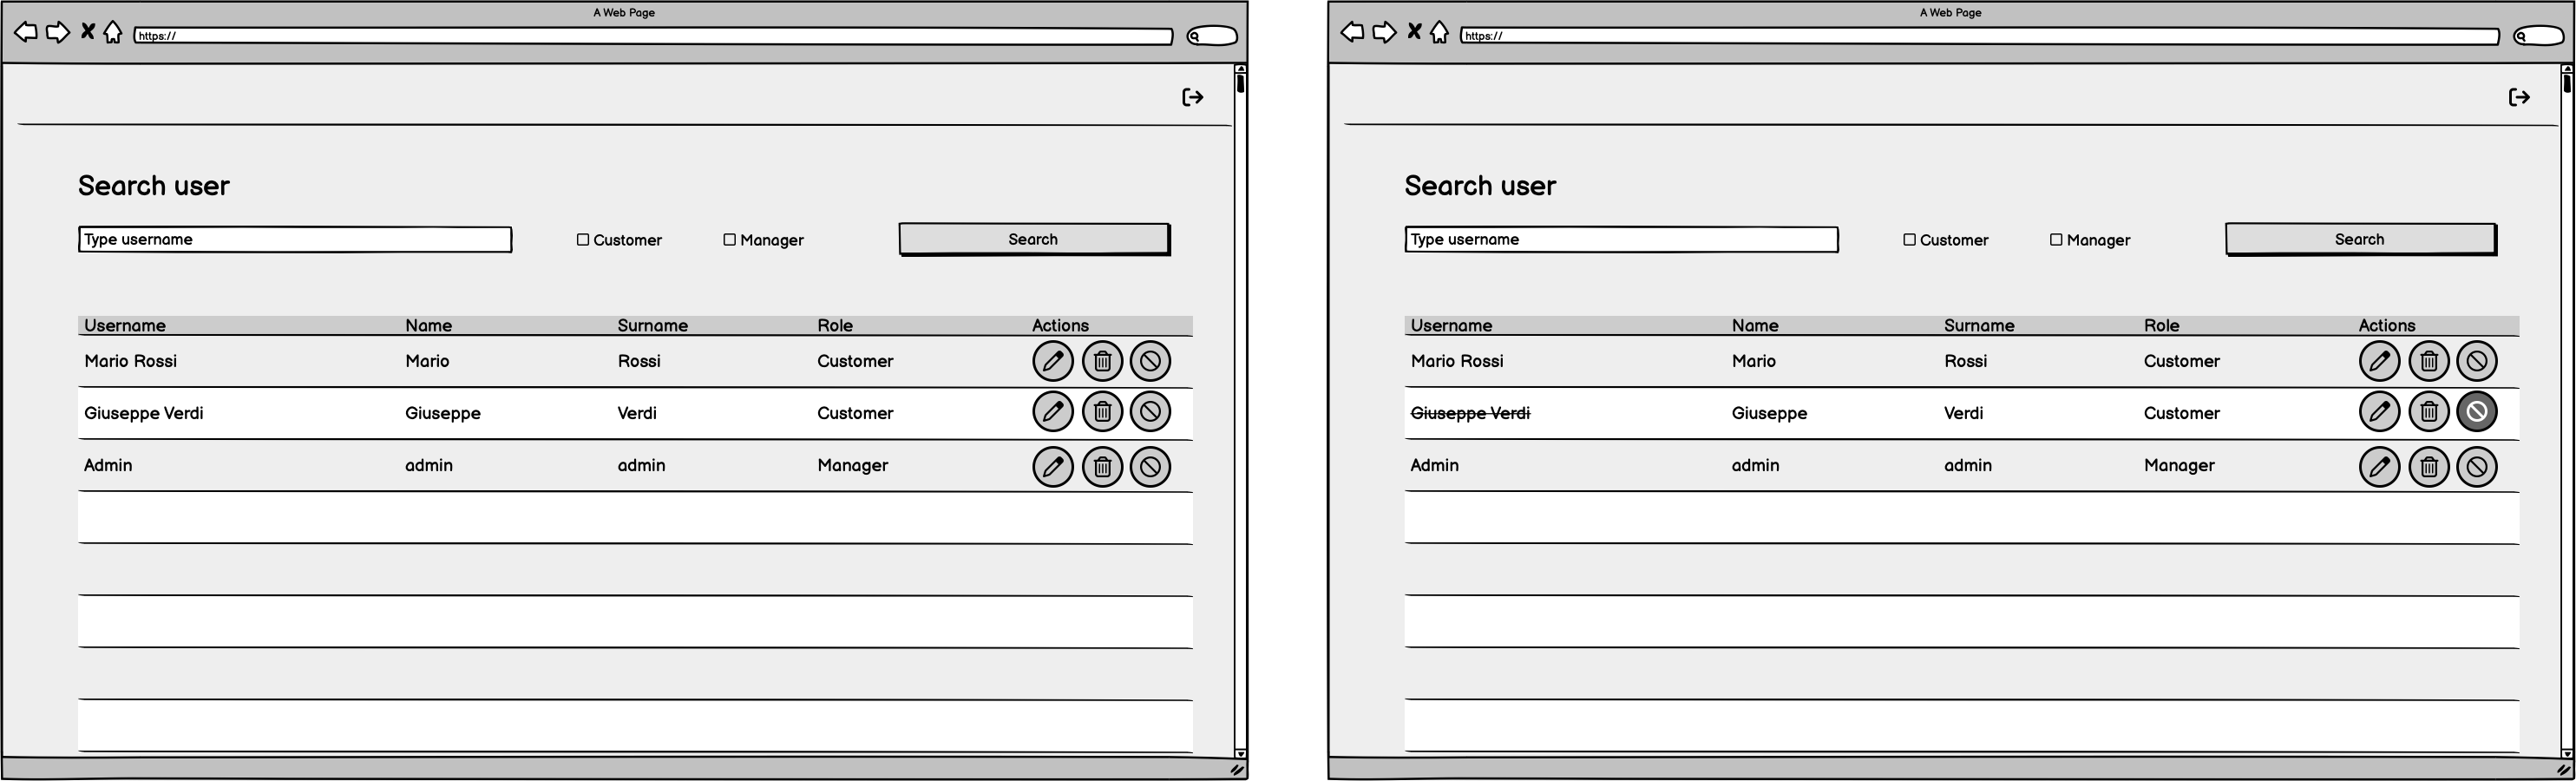 A Web Page
https://
Search user
Type username
Customer
Manager
Search
Username Name Surname Role Actions
Mario Rossi Mario Rossi Customer
Giuseppe Verdi Giuseppe Verdi Customer
Admin admin admin Manager
A Web Page
https://
Search user
Type username
Customer
Manager
Search
Username Name Surname Role Actions
Mario Rossi Mario Rossi Customer
Giuseppe Verdi Giuseppe Verdi Customer
Admin admin admin Manager